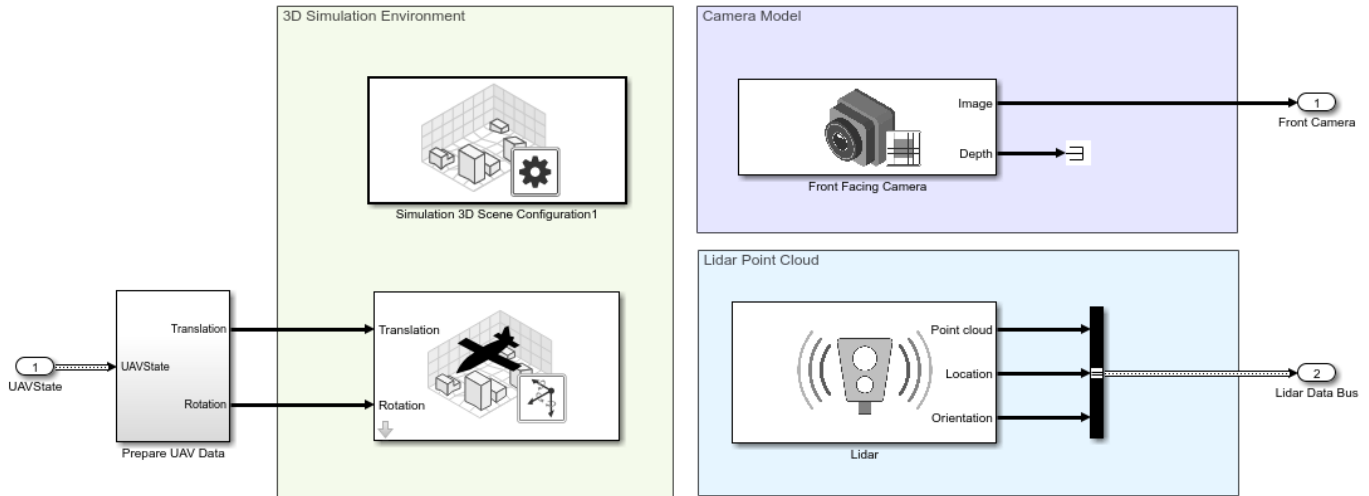 3D Simulation Environment
Simulation 3D Scene Configuration1
1
UAVState
UAVState
Translation
Rotation
Prepare UAV Data
Translation
Rotation
Camera Model
Image
Depth
Front Facing Camera
1
Front Camera
Lidar Point Cloud
Point cloud
Location
Orientation
Lidar
2
Lidar Data Bus